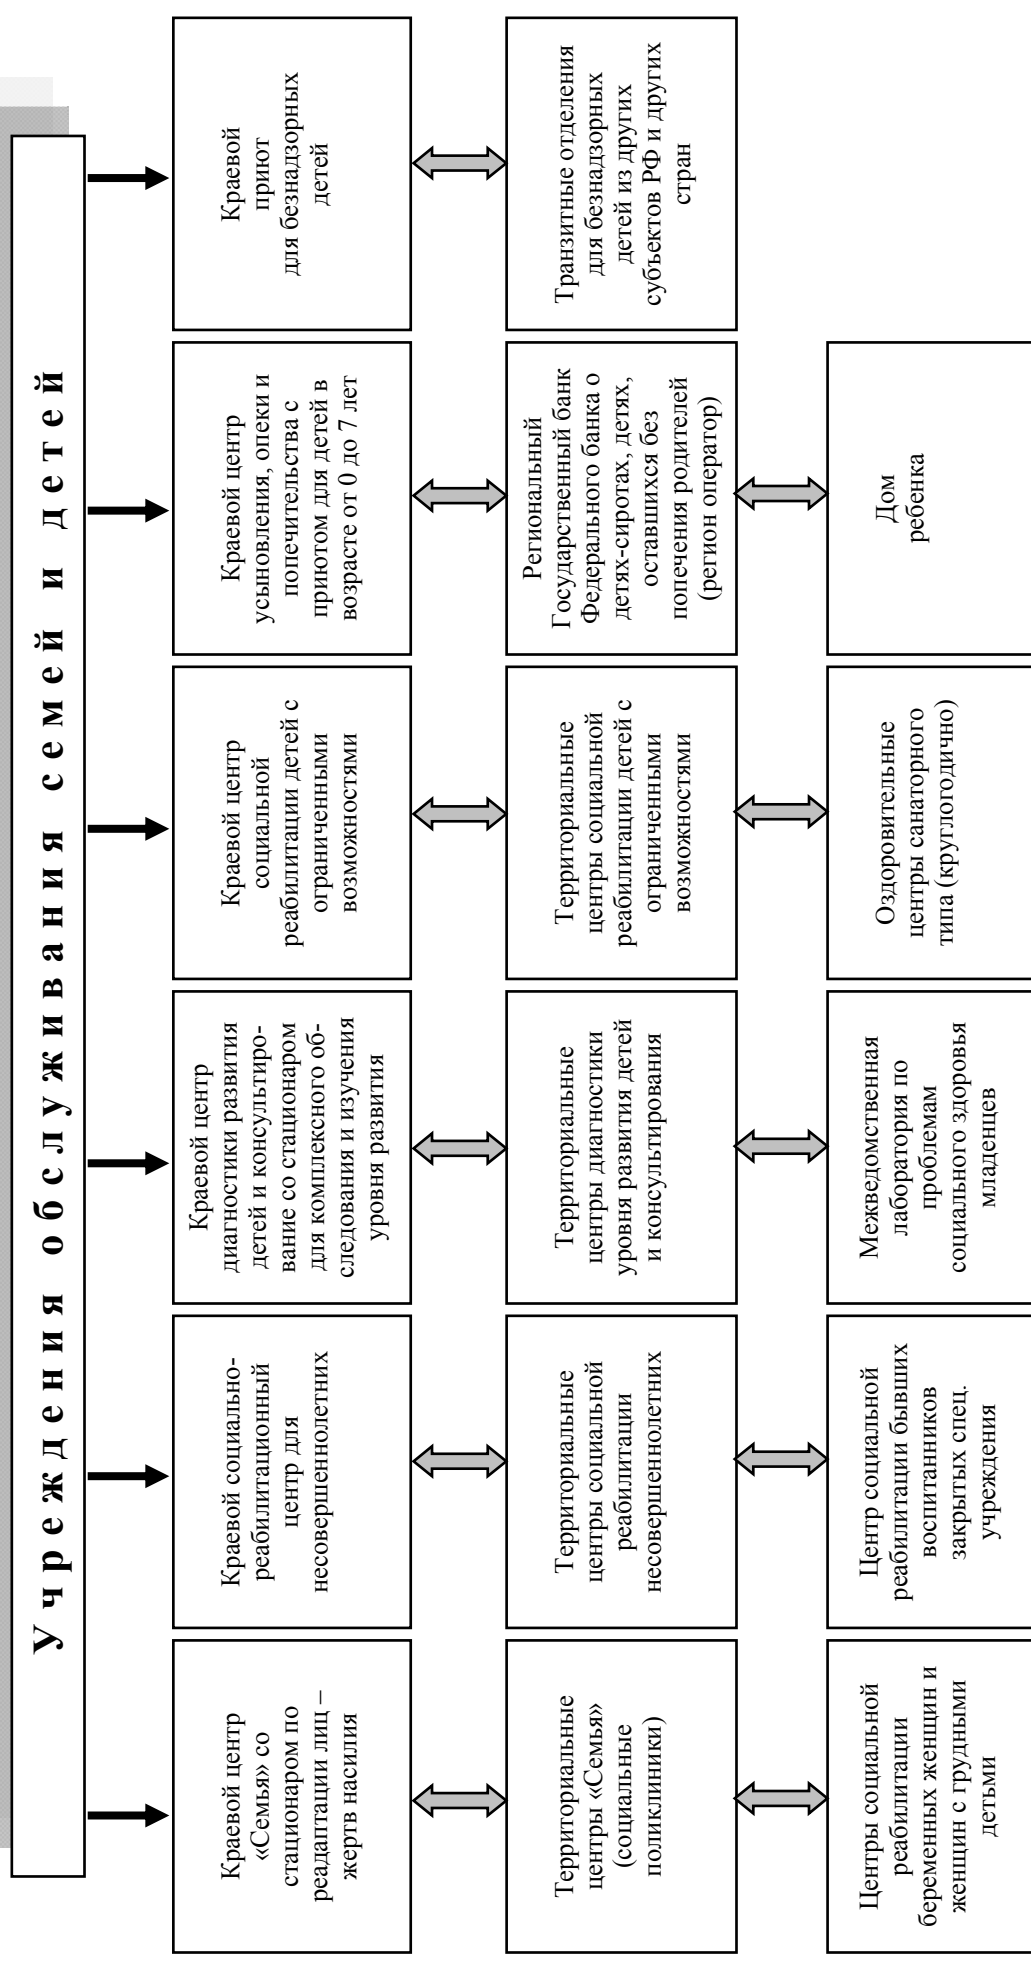 Учреждения обслуживания семей и детей
Краевой центр
«Семья» со
стационаром по
реадаптации лиц –
жертв насилия
Краевой социально-
реабилитационный
центр для
несовершеннолетних
Краевой центр
диагностики развития
детей и консультиро-
вание со стационаром
для комплексного об-
следования и изучения
уровня развития
Краевой центр
социальной
реабилитации детей с
ограниченными
возможностями
Краевой центр
усыновления, опеки и
попечительства с
приютом для детей в
возрасте от 0 до 7 лет
Краевой
приют
для безнадзорных
детей
Территориальные
центры «Семья»
(социальные
поликлиники)
Территориальные
центры социальной
реабилитации
несовершеннолетних
Территориальные
центры диагностики
уровня развития детей
и консультирования
Территориальные
центры социальной
реабилитации детей с
ограниченными
возможностями
Региональный
Государственный банк
Федерального банка о
детях-сиротах, детях,
оставшихся без
попечения родителей
(регион оператор)
Транзитные отделения
для безнадзорных
детей из других
субъектов РФ и других
стран
Центры социальной
реабилитации
беременных женщин и
женщин с грудными
детьми
Центр социальной
реабилитации бывших
воспитанников
закрытых спец.
учреждения
Межведомственная
лаборатория по
проблемам
социального здоровья
младенцев
Оздоровительные
центры санаторного
типа (круглогодично)
Дом
ребенка